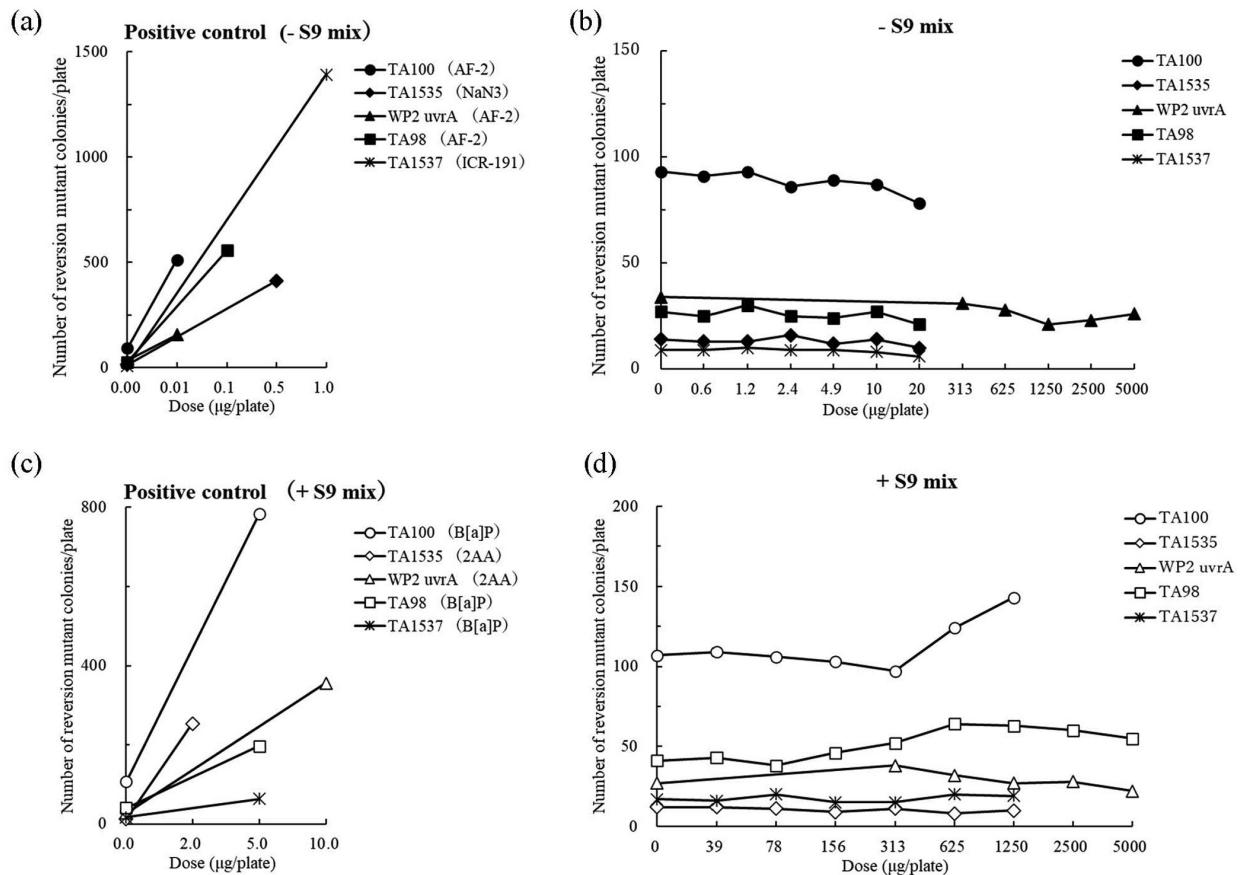 (a)
Positive control (- S9 mix)
Number of reversion mutant colonies/plate
1500
1000
500
0
0.00 0.01 0.1 0.5 1.0
Dose (μg/plate)
TA100 (AF-2)
TA1535 (NaN3)
WP2 uvrA (AF-2)
TA98 (AF-2)
TA1537 (ICR-191)
(b)
- S9 mix
Number of reversion mutant colonies/plate
150
100
50
0
0 0.6 1.2 2.4 4.9 10 20 313 625 1250 2500 5000
Dose (μg/plate)
TA100
TA1535
WP2 uvrA
TA98
TA1537
(c)
Positive control (+ S9 mix)
Number of reversion mutant colonies/plate
800
400
0
0.0 2.0 5.0 10.0
Dose (μg/plate)
TA100 (B[a]P)
TA1535 (2AA)
WP2 uvrA (2AA)
TA98 (B[a]P)
TA1537 (B[a]P)
(d)
+ S9 mix
Number of reversion mutant colonies/plate
200
150
100
50
0
0 39 78 156 313 625 1250 2500 5000
Dose (μg/plate)
TA100
TA1535
WP2 uvrA
TA98
TA1537